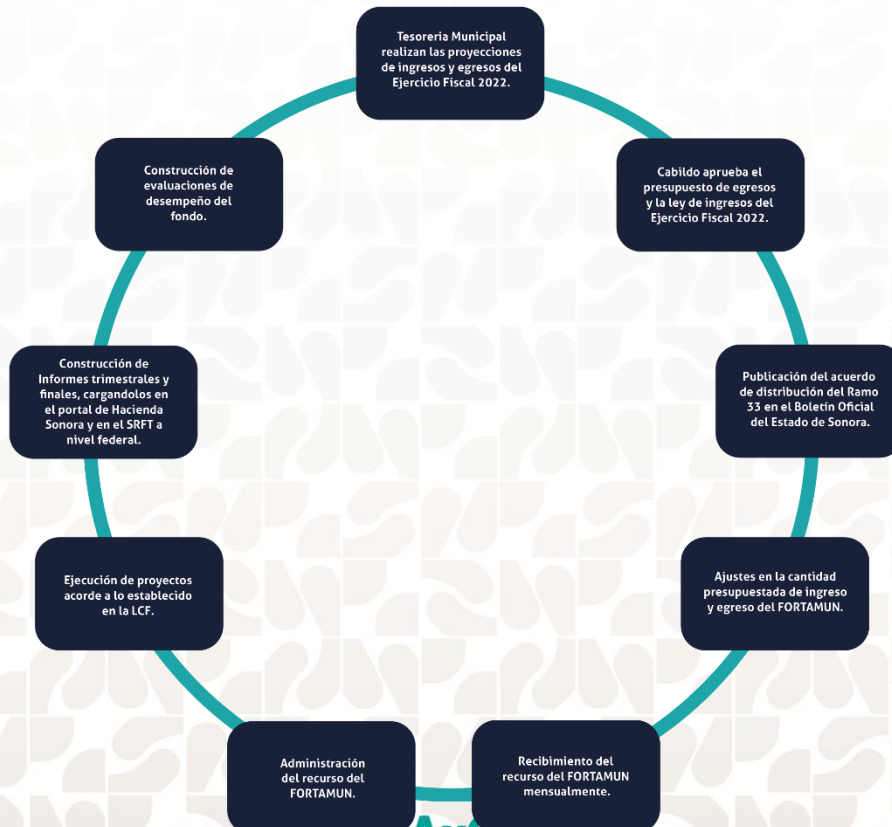 Tesoreria Municipal
realizan las proyecciones
de ingresos y egresos del
Ejercicio Fiscal 2022.
Cabildo aprueba el
presupuesto de egresos
y la ley de ingresos del
Ejercicio Fiscal 2022.
Publicación del acuerdo
de distribución del Ramo
33 en el Boletín Oficial
del Estado de Sonora.
Ajustes en la cantidad
presupuestada de ingreso
y egreso del FORTAMUN.
Recibimiento del
recurso del FORTAMUN
mensualmente.
Administración
del recurso del
FORTAMUN.
Ejecución de proyectos
acorde a lo establecido
en la LCF.
Construcción de
Informes trimestrales y
finales, cargandolos en
el portal de Hacienda
Sonora y en el SRFT a
nivel federal.
Construcción de
evaluaciones de
desempeño del
fondo.